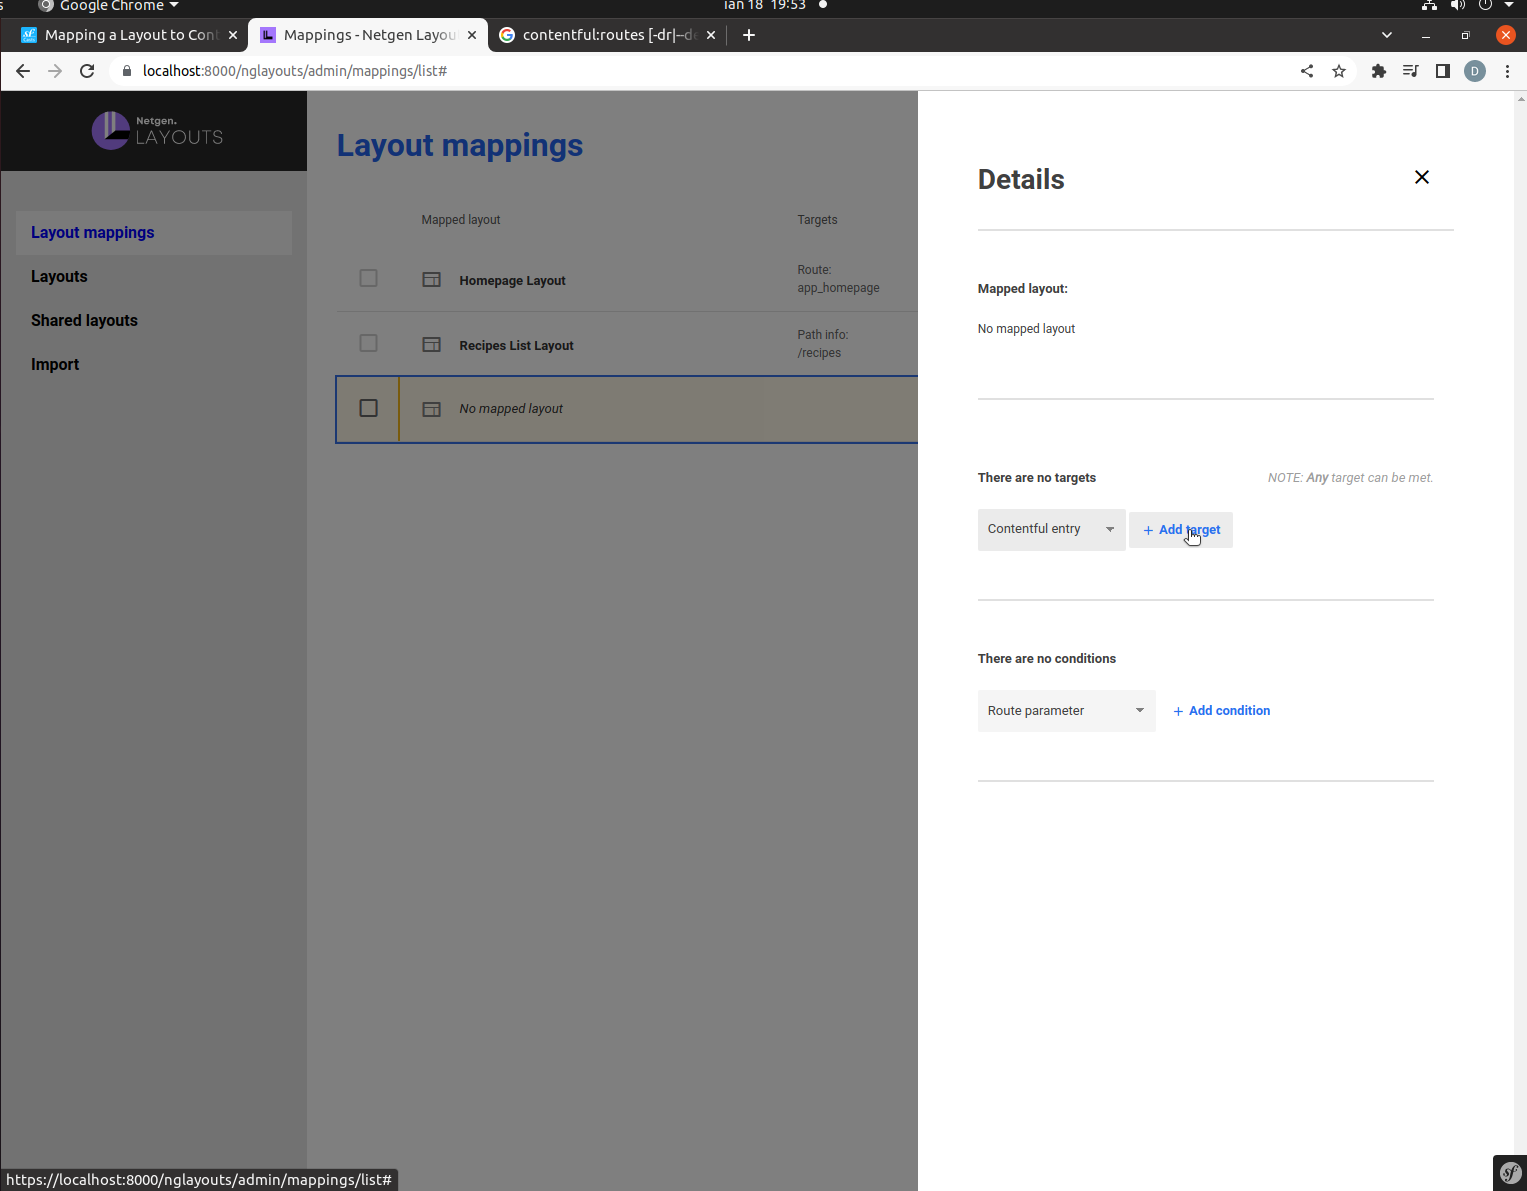 Google Chrome
ian 18 19:53
Mapping a Layout to Cont
Mappings - Netgen Layou
contentful:routes [-dr|--de
localhost:8000/nglayouts/admin/mappings/list#
D
Netgen.
LAYOUTS
Layout mappings
Layouts
Shared layouts
Import
Layout mappings
Mapped layout
Targets
Homepage Layout
Route:
app_homepage
Recipes List Layout
Path info:
/recipes
No mapped layout
Details
Mapped layout:
No mapped layout
There are no targets
NOTE: Any target can be met.
Contentful entry
+ Add target
There are no conditions
Route parameter
+ Add condition
https://localhost:8000/nglayouts/admin/mappings/list#
sf